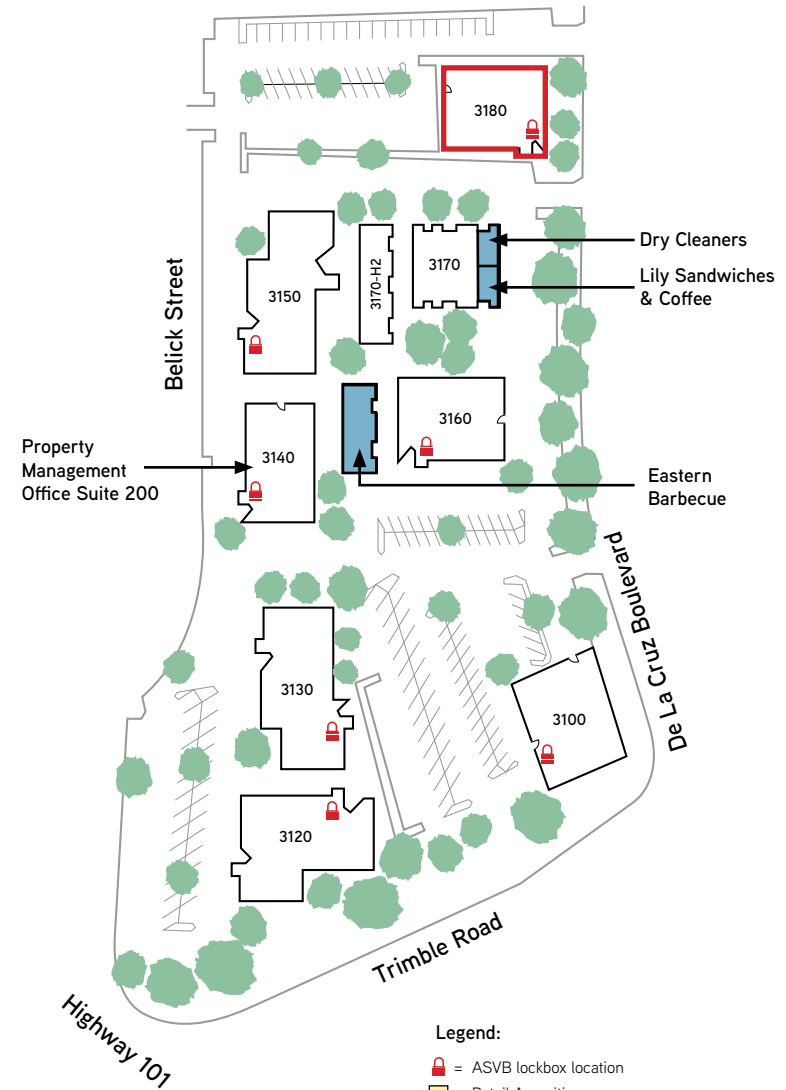 3180
Dry Cleaners
3170
Lily Sandwiches
& Coffee
3170-H2
3150
Belick Street
3160
Property
Management
Office Suite 200
3140
Eastern
Barbecue
De La Cruz Boulevard
3130
3100
3120
Trimble Road
Highway 101
Legend:
= ASVB lockbox location